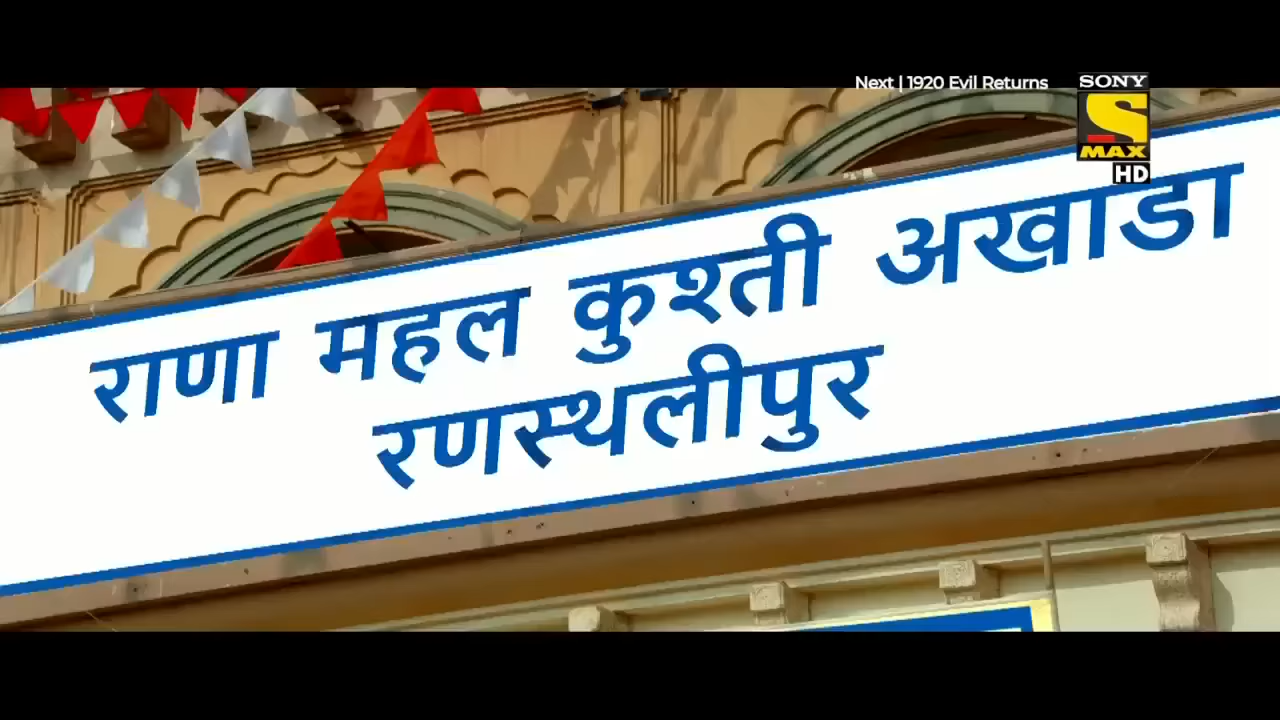 Next | 1920 Evil Returns
SONY
S
MAX
HD
राणा महल कुश्ती अखाडा
रणस्थलीपुर